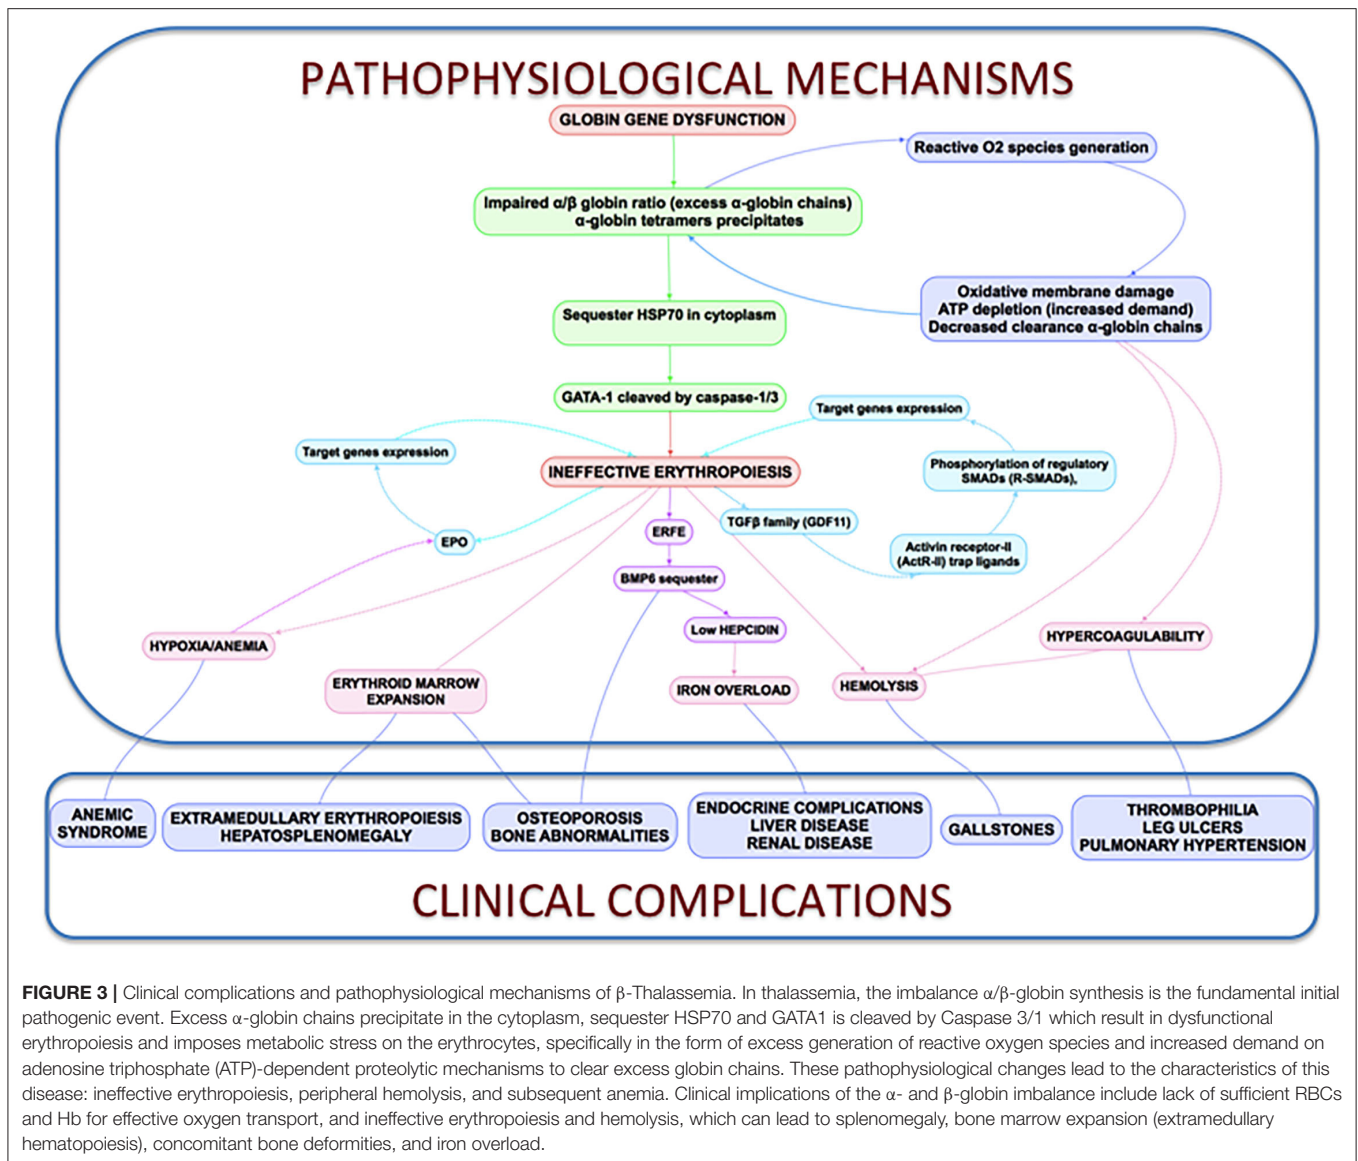 PATHOPHYSIOLOGICAL MECHANISMS
GLOBIN GENE DYSFUNCTION
Reactive O2 species generation
Impaired α/β globin ratio (excess α-globin chains)
α-globin tetramers precipitates
Oxidative membrane damage
ATP depletion (increased demand)
Decreased clearance α-globin chains
Sequester HSP70 in cytoplasm
GATA-1 cleaved by caspase-1/3
Target genes expression
Target genes expression
INEFFECTIVE ERYTHROPOIESIS
Phosphorylation of regulatory
SMADs (R-SMADs),
TGFβ family (GDF11)
ERFE
EPO
Activin receptor-II
(ActR-II) trap ligands
BMP6 sequester
Low HEPCIDIN
HYPOXIA/ANEMIA
HYPERCOAGULABILITY
ERYTHROID MARROW
EXPANSION
IRON OVERLOAD
HEMOLYSIS
ANEMIC
SYNDROME
EXTRAMEDULLARY ERYTHROPOIESIS
HEPATOSPLENOMEGALY
OSTEOPOROSIS
BONE ABNORMALITIES
ENDOCRINE COMPLICATIONS
LIVER DISEASE
RENAL DISEASE
GALLSTONES
THROMBOPHILIA
LEG ULCERS
PULMONARY HYPERTENSION
CLINICAL COMPLICATIONS
FIGURE 3 | Clinical complications and pathophysiological mechanisms of β-Thalassemia. In thalassemia, the imbalance α/β-globin synthesis is the fundamental initial
pathogenic event. Excess α-globin chains precipitate in the cytoplasm, sequester HSP70 and GATA1 is cleaved by Caspase 3/1 which result in dysfunctional
erythropoiesis and imposes metabolic stress on the erythrocytes, specifically in the form of excess generation of reactive oxygen species and increased demand on
adenosine triphosphate (ATP)-dependent proteolytic mechanisms to clear excess globin chains. These pathophysiological changes lead to the characteristics of this
disease: ineffective erythropoiesis, peripheral hemolysis, and subsequent anemia. Clinical implications of the α- and β-globin imbalance include lack of sufficient RBCs
and Hb for effective oxygen transport, and ineffective erythropoiesis and hemolysis, which can lead to splenomegaly, bone marrow expansion (extramedullary
hematopoiesis), concomitant bone deformities, and iron overload.